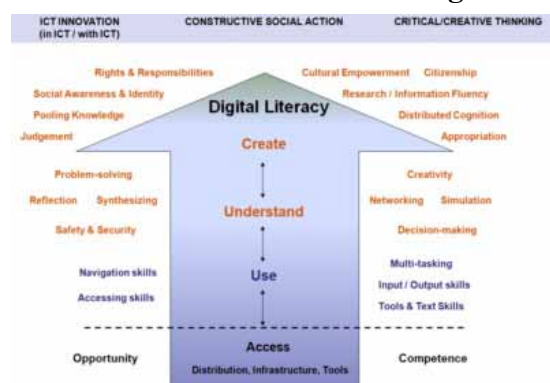 ICT INNOVATION
(in ICT / with ICT)
CONSTRUCTIVE SOCIAL ACTION
CRITICAL/CREATIVE THINKING
Rights & Responsibilities
Cultural Empowerment Citizenship
Social Awareness & Identity
Research / Information Fluency
Pooling Knowledge
Digital Literacy
Distributed Cognition
Judgement
Appropriation
Create
Problem-solving
Creativity
Reflection Synthesizing
Understand
Networking Simulation
Safety & Security
Decision-making
Navigation skills
Use
Multi-tasking
Accessing skills
Input / Output skills
Tools & Text Skills
Opportunity
Access
Competence
Distribution, Infrastructure, Tools